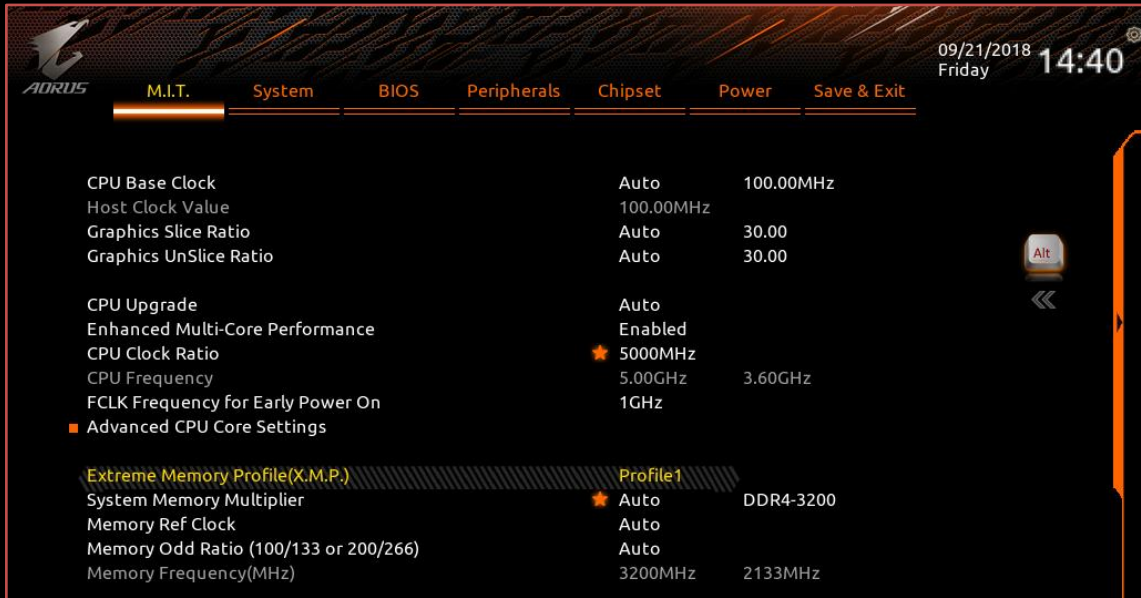 09/21/2018 14:40
Friday
AORUS
M.I.T. System BIOS Peripherals Chipset Power Save & Exit
CPU Base Clock Auto 100.00MHz
Host Clock Value 100.00MHz
Graphics Slice Ratio Auto 30.00
Graphics UnSlice Ratio Auto 30.00
Alt
CPU Upgrade Auto
Enhanced Multi-Core Performance Enabled
CPU Clock Ratio 5000MHz
CPU Frequency 5.00GHz 3.60GHz
FCLK Frequency for Early Power On 1GHz
Advanced CPU Core Settings
Extreme Memory Profile(X.M.P.) Profile1
System Memory Multiplier Auto DDR4-3200
Memory Ref Clock Auto
Memory Odd Ratio (100/133 or 200/266) Auto
Memory Frequency(MHz) 3200MHz 2133MHz